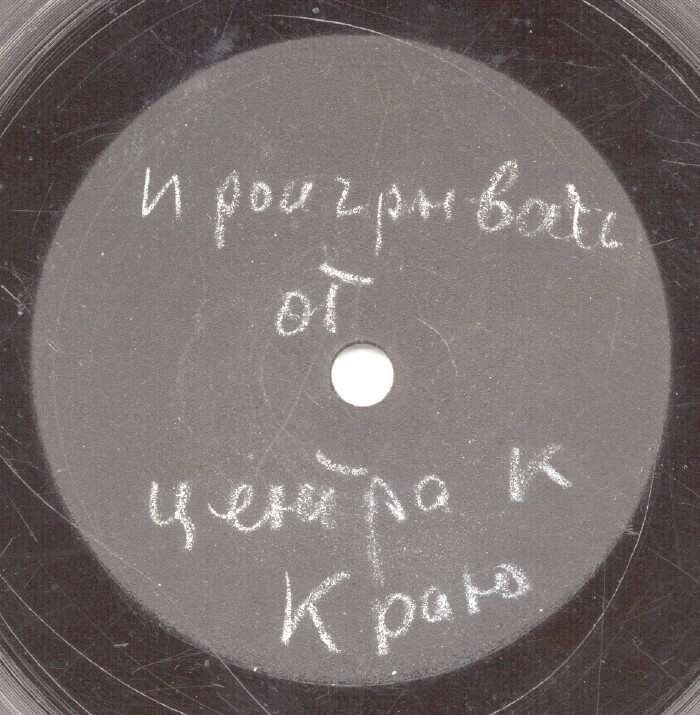 Проигрывать
от
центра к
Краю